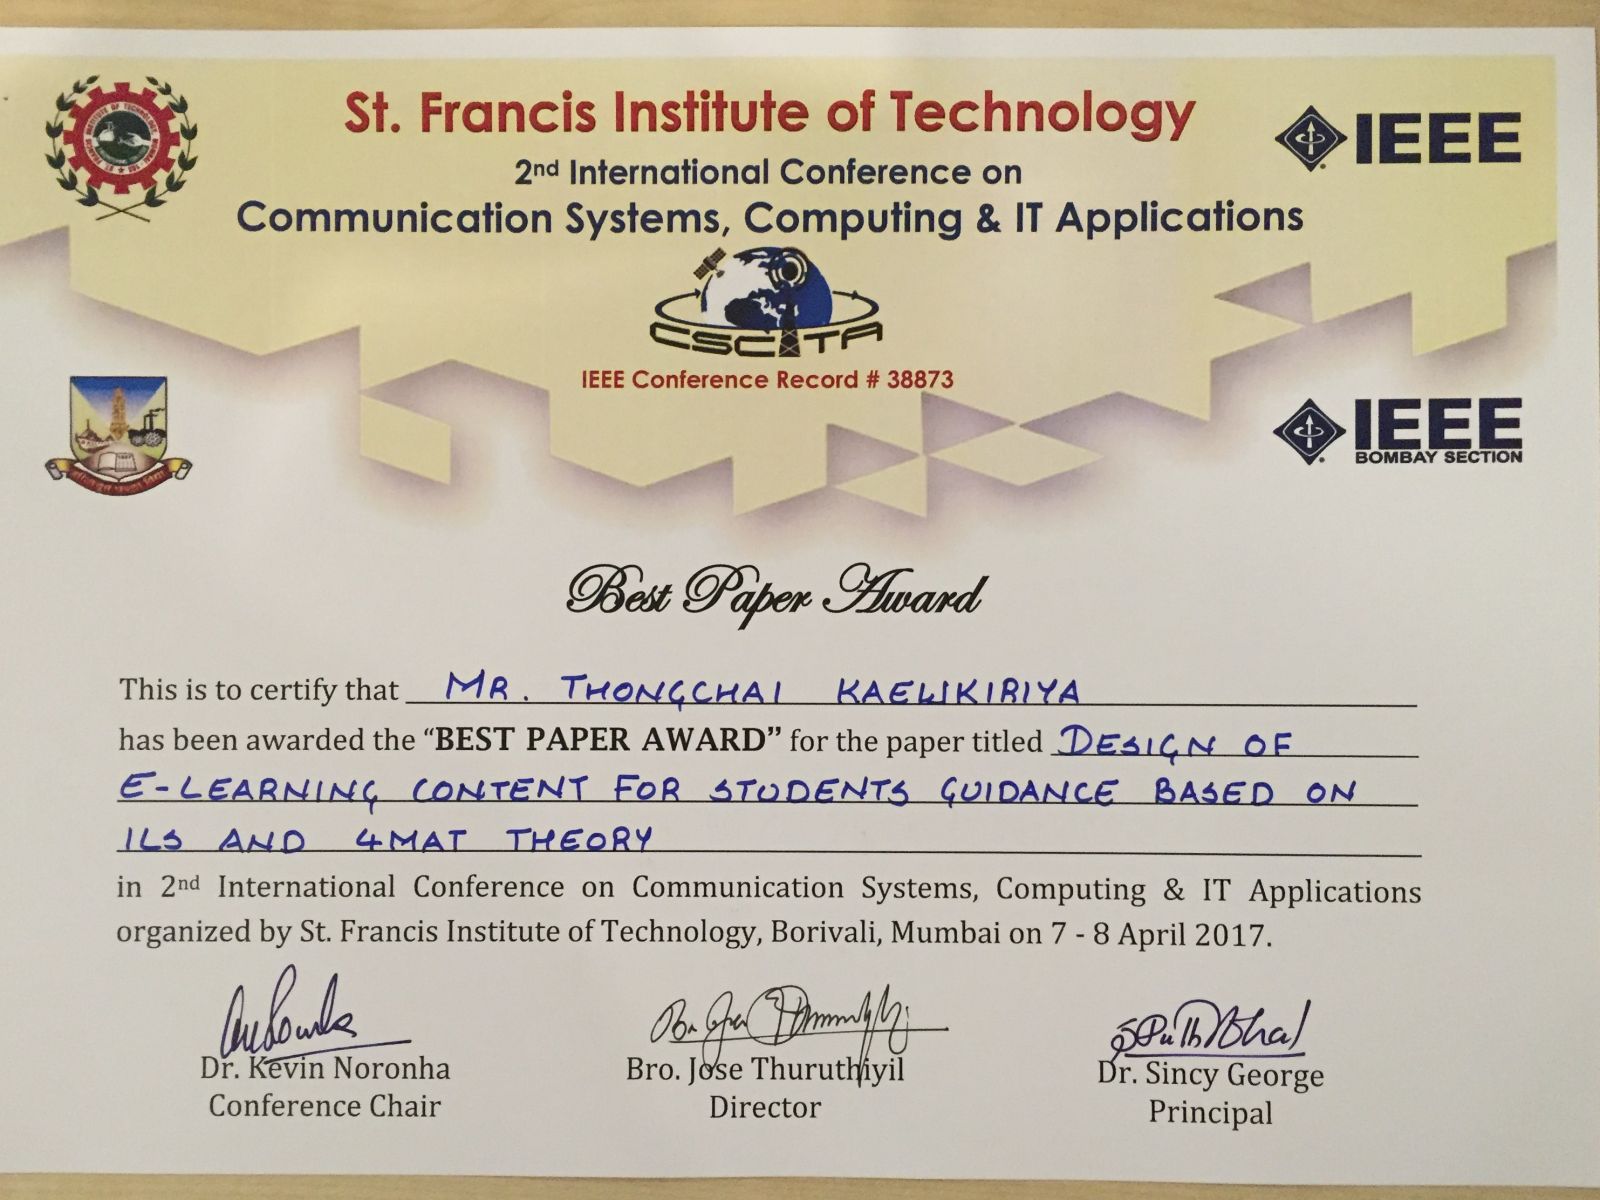 St. Francis Institute of Technology
2nd International Conference on
Communication Systems, Computing & IT Applications
IEEE
CSCITA
IEEE Conference Record # 38873
IEEE
BOMBAY SECTION
Best Paper Award
This is to certify that MR. THONGCHAI KAEWKIRIYA
has been awarded the “BEST PAPER AWARD” for the paper titled DESIGN OF
E-LEARNING CONTENT FOR STUDENTS GUIDANCE BASED ON
ILS AND 4MAT THEORY
in 2nd International Conference on Communication Systems, Computing & IT Applications
organized by St. Francis Institute of Technology, Borivali, Mumbai on 7 - 8 April 2017.
Dr. Kevin Noronha
Conference Chair
Bro. Jose Thuruthiyil
Director
Dr. Sincy George
Principal